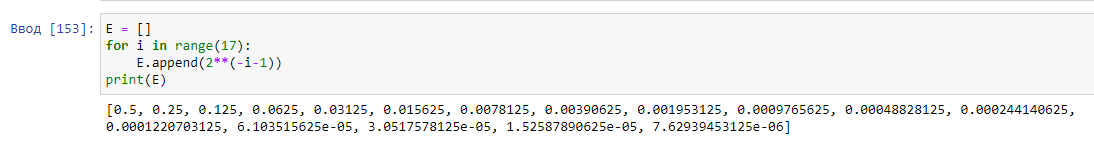 Ввод [153]:
E = []
for i in range(17):
    E.append(2**(-i-1))
print(E)
[0.5, 0.25, 0.125, 0.0625, 0.03125, 0.015625, 0.0078125, 0.00390625, 0.001953125, 0.0009765625, 0.00048828125, 0.000244140625,
0.0001220703125, 6.103515625e-05, 3.0517578125e-05, 1.52587890625e-05, 7.62939453125e-06]